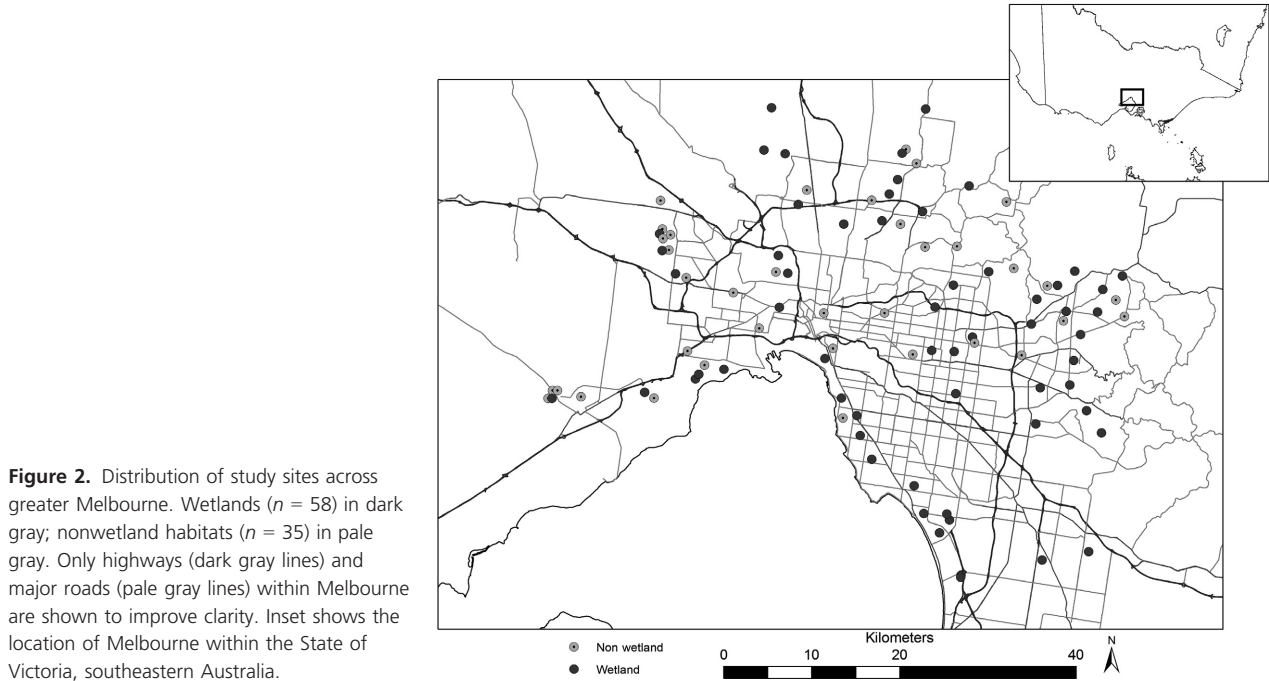 Figure 2. Distribution of study sites across
greater Melbourne. Wetlands (n = 58) in dark
gray; nonwetland habitats (n = 35) in pale
gray. Only highways (dark gray lines) and
major roads (pale gray lines) within Melbourne
are shown to improve clarity. Inset shows the
location of Melbourne within the State of
Victoria, southeastern Australia.
Non wetland
Wetland
Kilometers
0 10 20 40
N